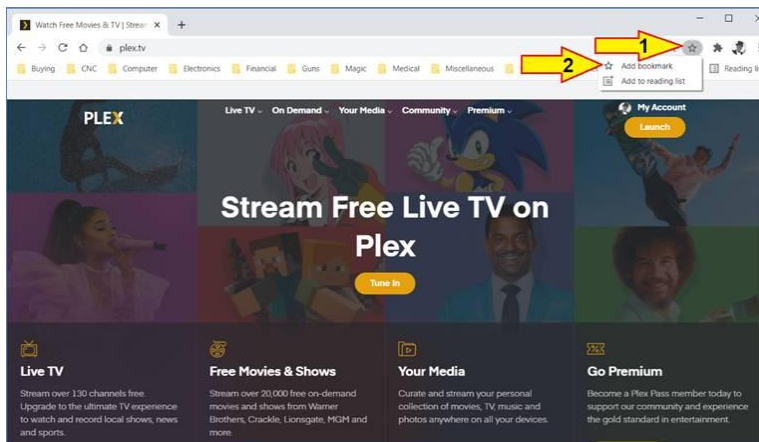 Watch Free Movies & TV | Stream
plex.tv
1
Buying CNC Computer Electronics Financial Guns Magic Medical Miscellaneous
2
Add bookmark
Reading li
Add to reading list
PLEX
Live TV On Demand Your Media Community Premium
My Account
Launch
Stream Free Live TV on
Plex
Tune In
Live TV
Stream over 130 channels free.
Upgrade to the ultimate TV experience
to watch and record local shows, news
and sports.
Free Movies & Shows
Stream over 20,000 free on-demand
movies and shows from Warner
Brothers, Crackle, Lionsgate, MGM and
more.
Your Media
Curate and stream your personal
collection of movies, TV, music and
photos anywhere on all your devices.
Go Premium
Become a Plex Pass member today to
support our community and experience
the gold standard in entertainment.